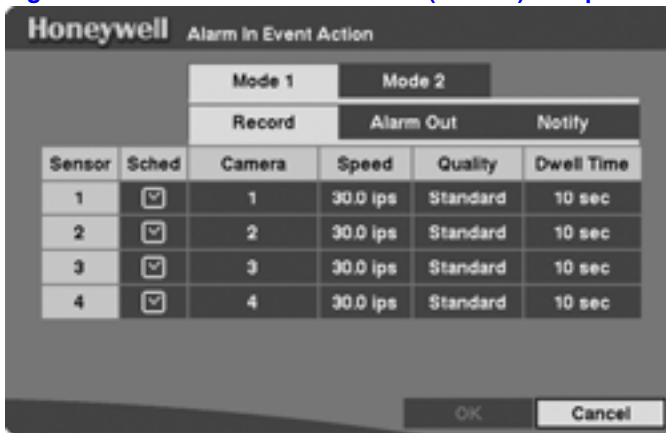 Honeywell Alarm In Event Action
Mode 1 Mode 2
Record Alarm Out Notify
Sensor Sched Camera Speed Quality Dwell Time
1 1 30.0 ips Standard 10 sec
2 2 30.0 ips Standard 10 sec
3 3 30.0 ips Standard 10 sec
4 4 30.0 ips Standard 10 sec
OK Cancel